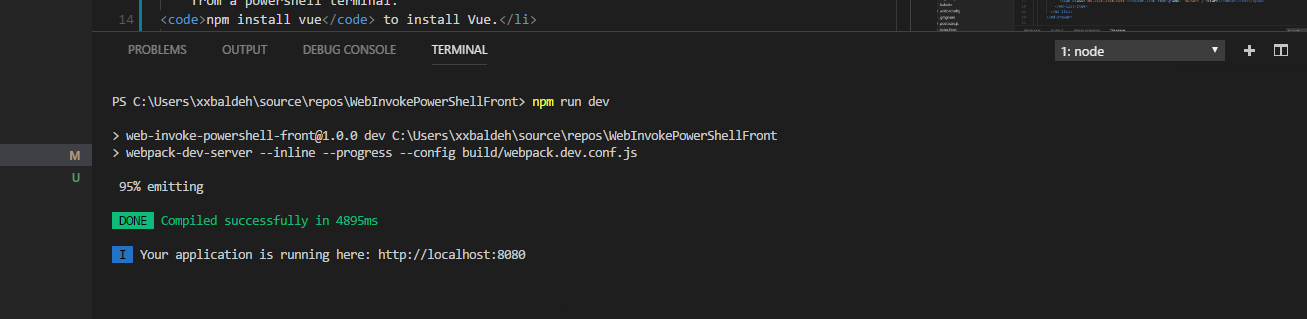 from a powershell terminal.
14 <code>npm install vue</code> to install Vue.</li>
PROBLEMS OUTPUT DEBUG CONSOLE TERMINAL 1: node
PS C:\Users\xxbaldeh\source\repos\WebInvokePowerShellFront> npm run dev
> web-invoke-powershell-front@1.0.0 dev C:\Users\xxbaldeh\source\repos\WebInvokePowerShellFront
> webpack-dev-server --inline --progress --config build/webpack.dev.conf.js
M
U
95% emitting
DONE Compiled successfully in 4895ms
I Your application is running here: http://localhost:8080